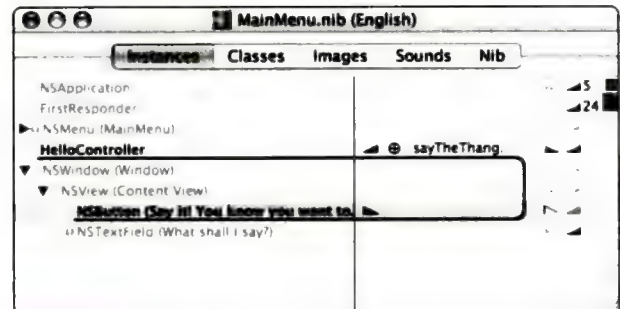 MainMenu.nib (English)
Instances Classes Images Sounds Nib
NSApplication 5
FirstResponder 24
NSMenu (MainMenu)
HelloController sayTheThang.
NSWindow (Window)
NSView (Content View)
NSButton (Say it! You know you want to.
NSTextField (What shall I say?)